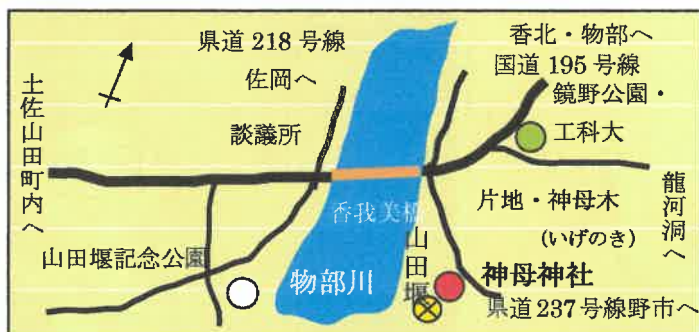 県道218号線
佐岡へ
談議所
香北・物部へ
国道195号線
鏡野公園・
工科大
土佐山田町内へ
香我美橋
片地・神母木
(いげのき)
龍河洞へ
山田堰記念公園
物部川
山田堰
神母神社
県道237号線野市へ